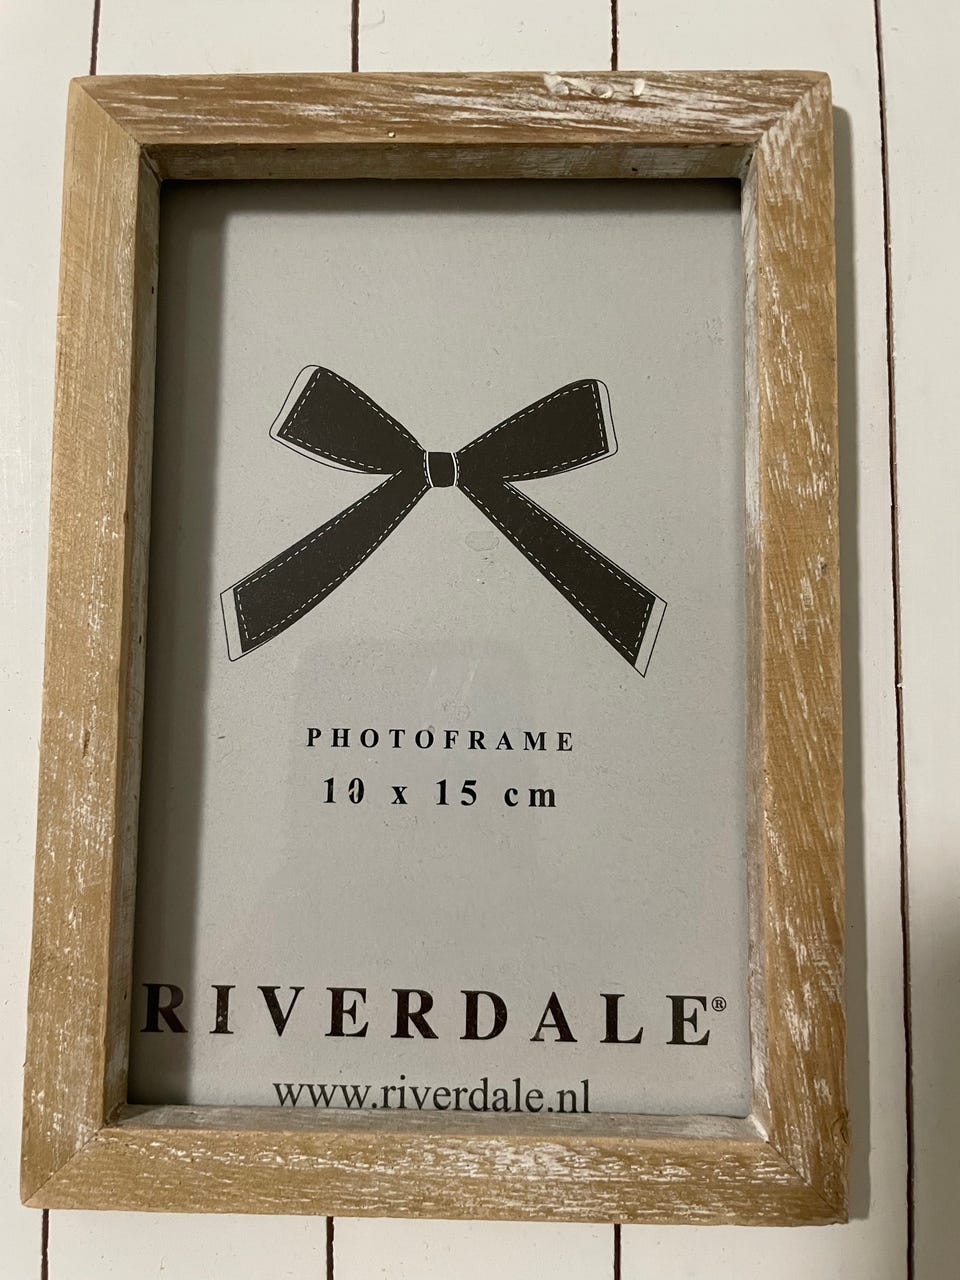 PHOTOFRAME
10 x 15 cm
RIVERDALE®
www.riverdale.nl